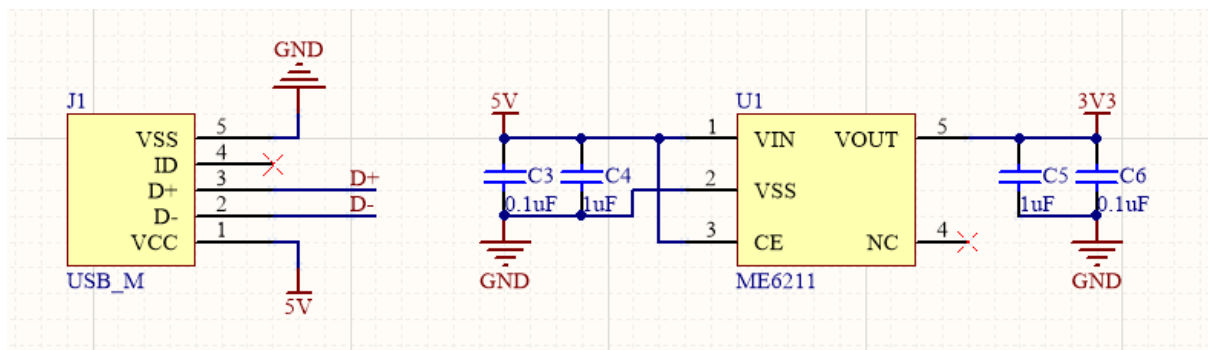 GND
J1
VSS 5
ID 4
D+ 3 D+
D- 2 D-
VCC 1
USB_M
5V
5V
U1
3V3
1 VIN VOUT 5
C3 C4 2 VSS C5 C6
0.1uF 1uF 1uF 0.1uF
3 CE NC 4
GND
ME6211
GND